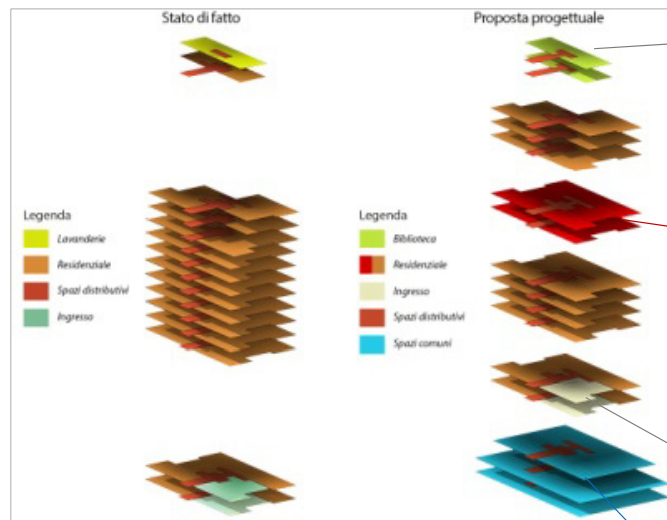 Stato di fatto
Legenda
Lavanderie
Residenziale
Spazi distributivi
Ingresso
Proposta progettuale
Legenda
Biblioteca
Residenziale
Ingresso
Spazi distributivi
Spazi comuni